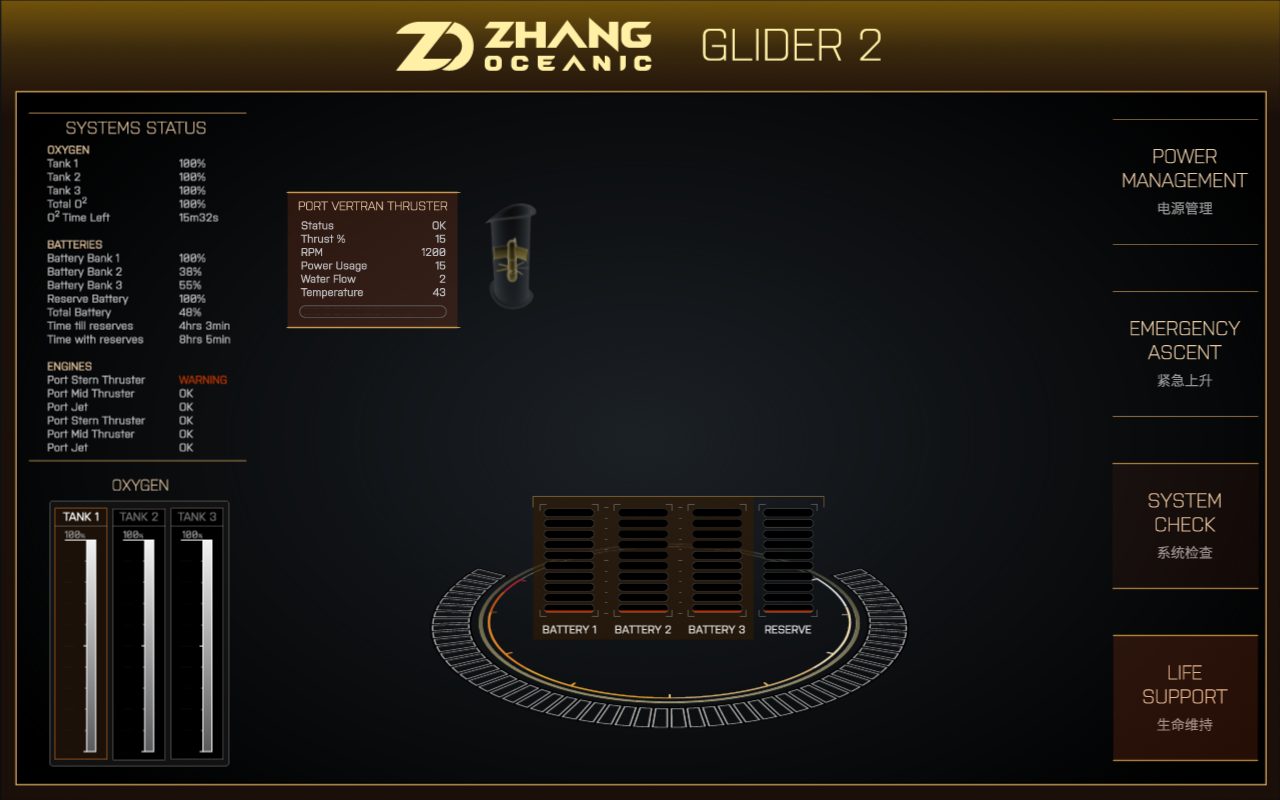 ZHANG
OCEANIC
GLIDER 2
SYSTEMS STATUS
OXYGEN
Tank 1 100%
Tank 2 100%
Tank 3 100%
Total O² 100%
O² Time Left 15m32s
BATTERIES
Battery Bank 1 100%
Battery Bank 2 38%
Battery Bank 3 55%
Reserve Battery 100%
Total Battery 48%
Time till reserves 4hrs 3min
Time with reserves 8hrs 5min
ENGINES
Port Stern Thruster WARNING
Port Mid Thruster OK
Port Jet OK
Port Stern Thruster OK
Port Mid Thruster OK
Port Jet OK
OXYGEN
TANK 1 TANK 2 TANK 3
100% 100% 100%
PORT VERTRAN THRUSTER
Status OK
Thrust % 15
RPM 1200
Power Usage 15
Water Flow 2
Temperature 43
BATTERY 1 BATTERY 2 BATTERY 3 RESERVE
POWER
MANAGEMENT
电源管理
EMERGENCY
ASCENT
紧急上升
SYSTEM
CHECK
系统检查
LIFE
SUPPORT
生命维持